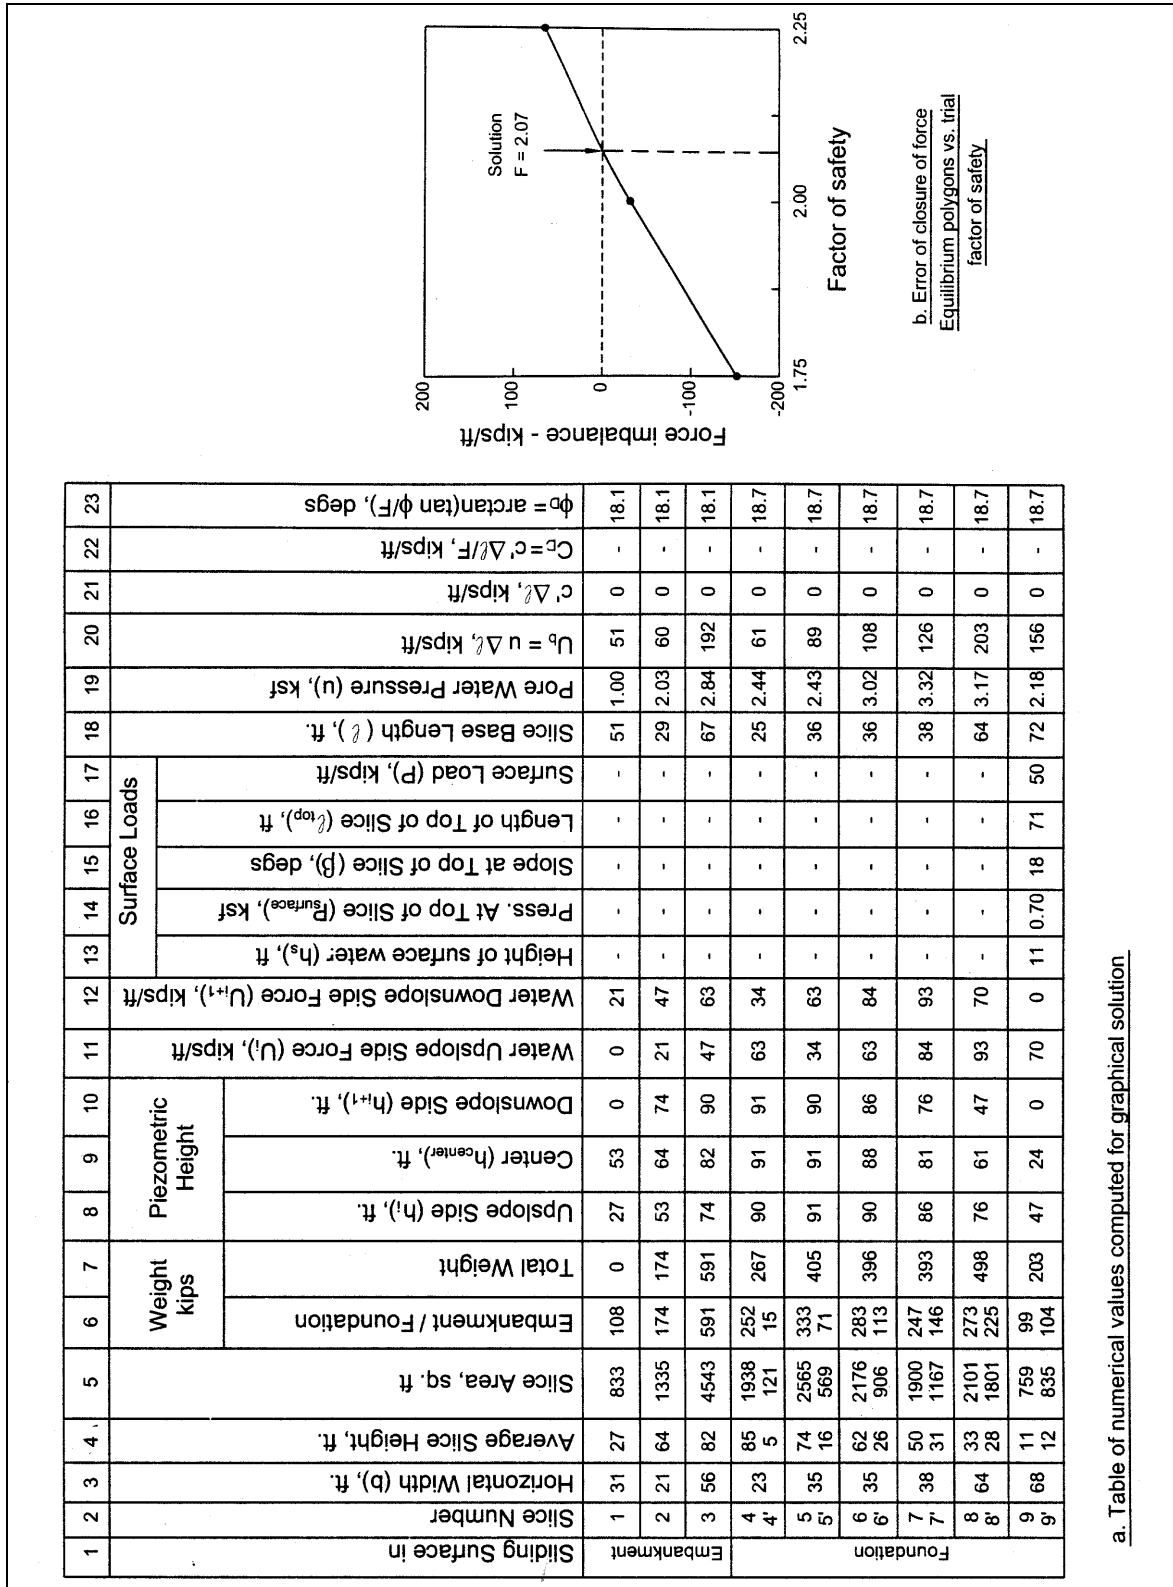 1 2 3 4 5 6 7 8 9 10 11 12 13 14 15 16 17 18 19 20 21 22 23
Sliding Surface in
Slice Number
Horizontal Width (b), ft.
Average Slice Height, ft.
Slice Area, sq. ft
Weight
kips
Embankment / Foundation
Total Weight
Piezometric
Height
Upslope Side (hi), ft.
Center (hcenter), ft.
Downslope Side (hi+1), ft.
Water Upslope Side Force (Ui), kips/ft
Water Downslope Side Force (Ui+1), kips/ft
Surface Loads
Height of surface water (hs), ft
Press. At Top of Slice (Psurface), ksf
Slope at Top of Slice (β), degs
Length of Top of Slice (ℓtop), ft
Surface Load (P), kips/ft
Slice Base Length (ℓ), ft.
Pore Water Pressure (u), ksf
Ub = u Δℓ, kips/ft
c' Δℓ, kips/ft
CD=c' Δℓ/F, kips/ft
ϕD= arctan(tan ϕ/F), degs
Embankment
1 31 27 833 108 0 27 53 0 0 21 - - - - - 51 1.00 51 0 - 18.1
2 21 64 1335 174 174 53 64 74 21 47 - - - - - 29 2.03 60 0 - 18.1
3 56 82 4543 591 591 74 82 90 47 63 - - - - - 67 2.84 192 0 - 18.1
Foundation
4 23 85 1938 252 267 90 91 91 63 34 - - - - - 25 2.44 61 0 - 18.7
4' 5 121 15
5 35 74 2565 333 405 91 91 90 34 63 - - - - - 36 2.43 89 0 - 18.7
5' 16 569 71
6 35 62 2176 283 396 90 88 86 63 84 - - - - - 36 3.02 108 0 - 18.7
6' 26 906 113
7 38 50 1900 247 393 86 81 76 84 93 - - - - - 38 3.32 126 0 - 18.7
7' 31 1167 146
8 64 33 2101 273 498 76 61 47 93 70 - - - - - 64 3.17 203 0 - 18.7
8' 28 1801 225
9 68 11 759 99 203 47 24 0 70 0 11 0.70 18 71 50 72 2.18 156 0 - 18.7
9' 12 835 104
a. Table of numerical values computed for graphical solution
Force imbalance - kips/ft
200
100
0
-100
-200
Solution
F = 2.07
1.75 2.00 2.25
Factor of safety
b. Error of closure of force
Equilibrium polygons vs. trial
factor of safety